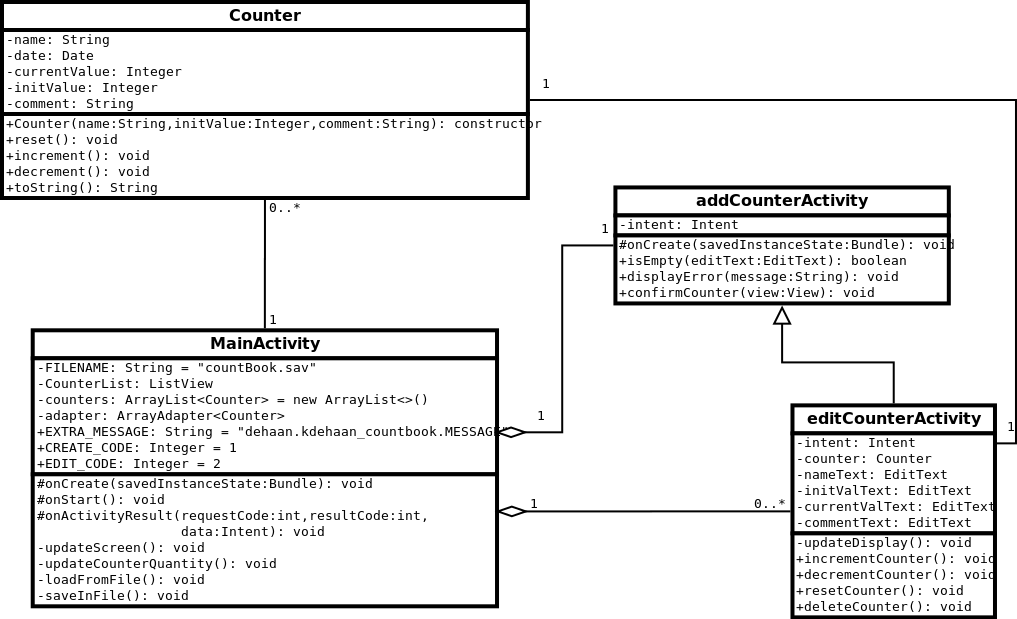 Counter
-name: String
-date: Date
-currentValue: Integer
-initValue: Integer
-comment: String
+Counter(name:String,initValue:Integer,comment:String): constructor
+reset(): void
+increment(): void
+decrement(): void
+toString(): String
1
0..*
1
addCounterActivity
-intent: Intent
1
#onCreate(savedInstanceState:Bundle): void
+isEmpty(editText:EditText): boolean
+displayError(message:String): void
+confirmCounter(view:View): void
MainActivity
-FILENAME: String = "countBook.sav"
-CounterList: ListView
-counters: ArrayList<Counter> = new ArrayList<>()
-adapter: ArrayAdapter<Counter>
+EXTRA_MESSAGE: String = "dehaan.kdehaan_countbook.MESSAGE"
+CREATE_CODE: Integer = 1
+EDIT_CODE: Integer = 2
#onCreate(savedInstanceState:Bundle): void
#onStart(): void
#onActivityResult(requestCode:int,resultCode:int,
data:Intent): void
-updateScreen(): void
-updateCounterQuantity(): void
-loadFromFile(): void
-saveInFile(): void
1
1
0..*
editCounterActivity
1
-intent: Intent
-counter: Counter
-nameText: EditText
-initValText: EditText
-currentValText: EditText
-commentText: EditText
-updateDisplay(): void
+incrementCounter(): void
+decrementCounter(): void
+resetCounter(): void
+deleteCounter(): void